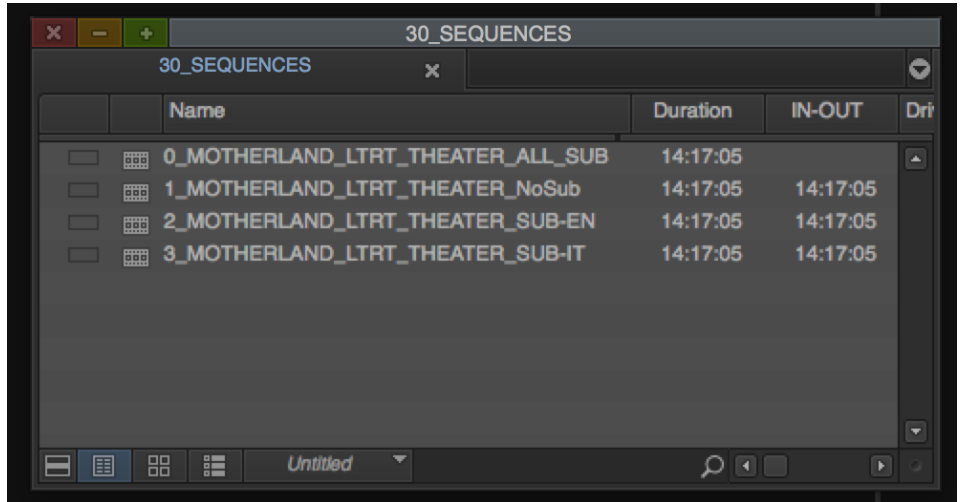 30_SEQUENCES
30_SEQUENCES
Name Duration IN-OUT Dri
0_MOTHERLAND_LTRT_THEATER_ALL_SUB 14:17:05
1_MOTHERLAND_LTRT_THEATER_NoSub 14:17:05 14:17:05
2_MOTHERLAND_LTRT_THEATER_SUB-EN 14:17:05 14:17:05
3_MOTHERLAND_LTRT_THEATER_SUB-IT 14:17:05 14:17:05
Untitled